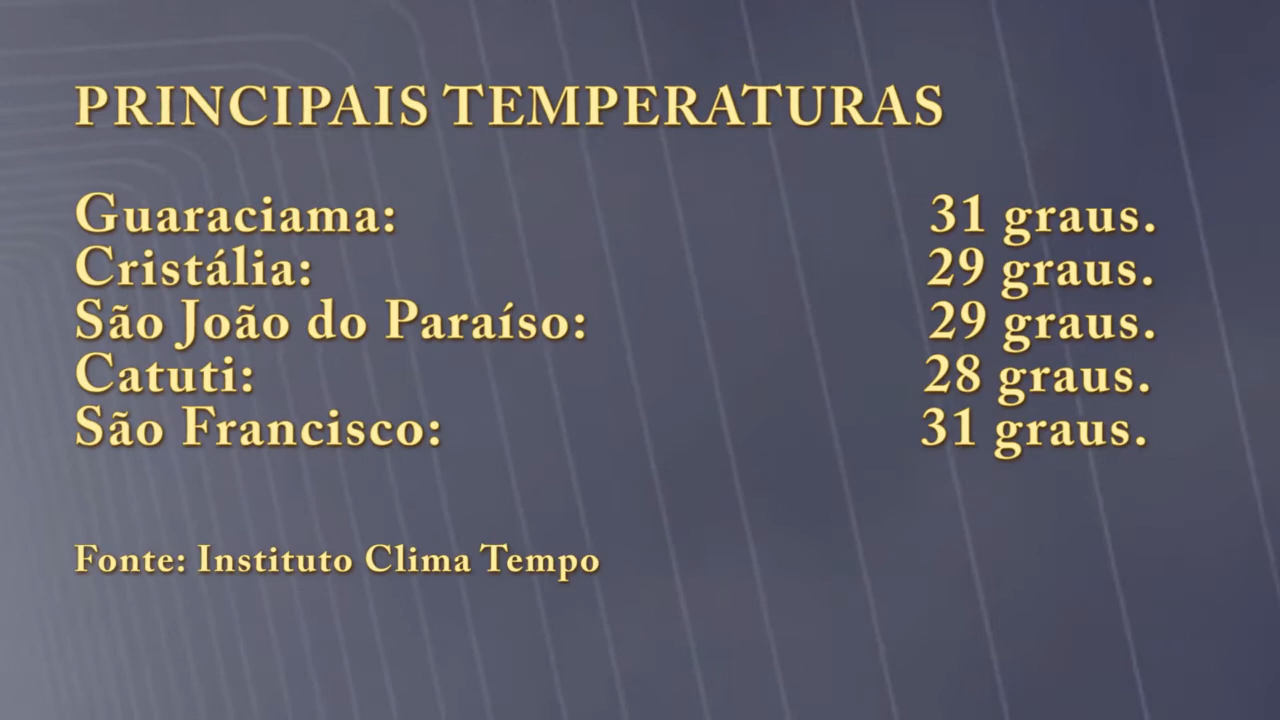 PRINCIPAIS TEMPERATURAS
Guaraciama: 31 graus.
Cristália: 29 graus.
São João do Paraíso: 29 graus.
Catuti: 28 graus.
São Francisco: 31 graus.
Fonte: Instituto Clima Tempo